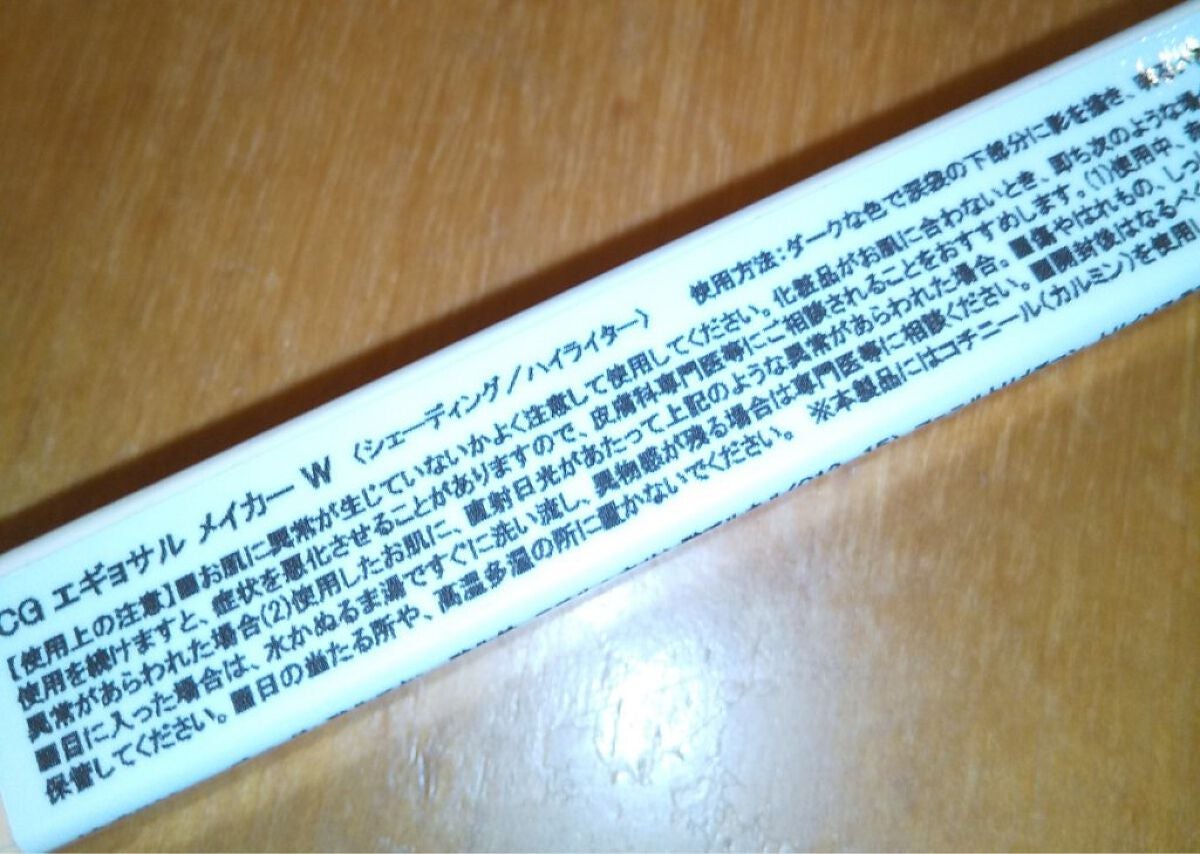 CG エギョサル メイカー W 〈シェーディング/ハイライター〉 使用方法:ダークな色で涙袋の下部分に影を描き、
【使用上の注意】■お肌に異常が生じていないかよく注意して使用してください。化粧品がお肌に合わないとき、即ち次のような場
使用を続けますと、症状を悪化させることがありますので、皮膚科専門医等にご相談されることをおすすめします。(1)使用中、
異常があらわれた場合(2)使用したお肌に、直射日光があたって上記のような異常があらわれた場合。■傷やはれもの、しっ
■目に入った場合は、水かぬるま湯ですぐに洗い流し、異物感が残る場合は専門医等に相談ください。■開封後はなるべ
保管してください。■日の当たる所や、高温多湿の所に置かないでください。 ※本製品にはコチニール(カルミン)を使用